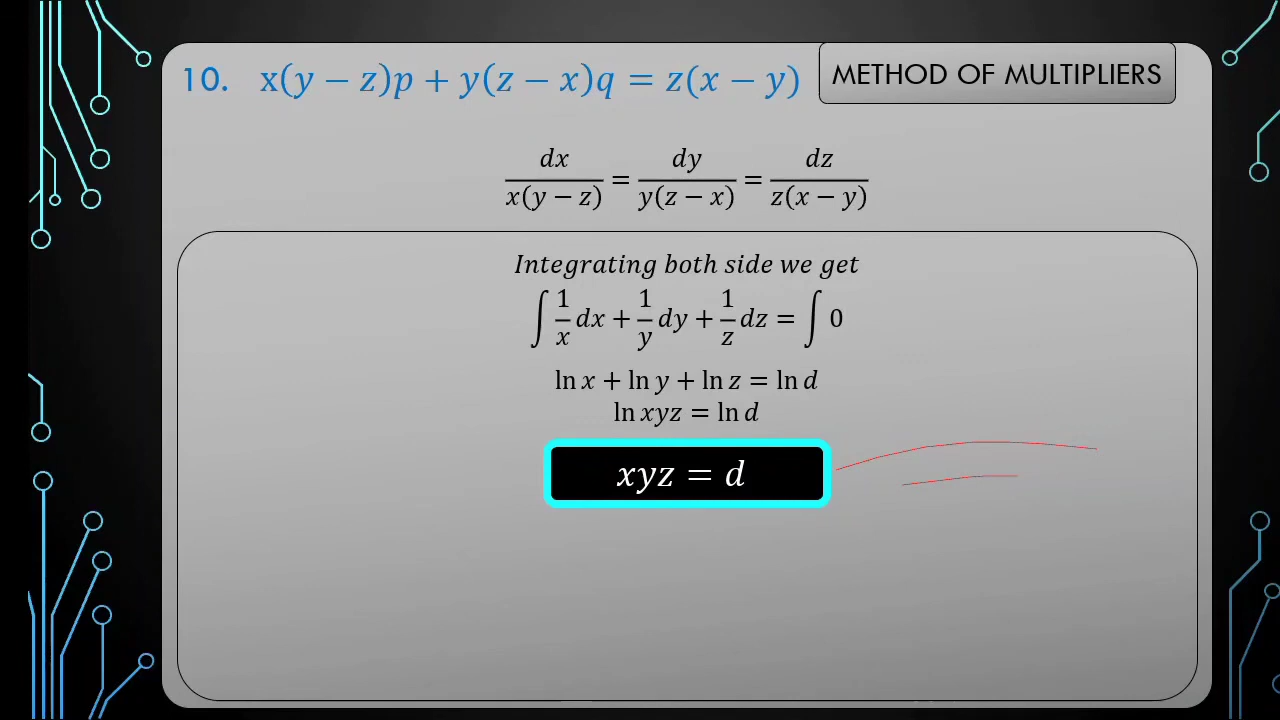 10. x(y − z)p + y(z − x)q = z(x − y)
METHOD OF MULTIPLIERS
dx/x(y − z) = dy/y(z − x) = dz/z(x − y)
Integrating both side we get
∫ 1/x dx + 1/y dy + 1/z dz = ∫ 0
ln x + ln y + ln z = ln d
ln xyz = ln d
xyz = d